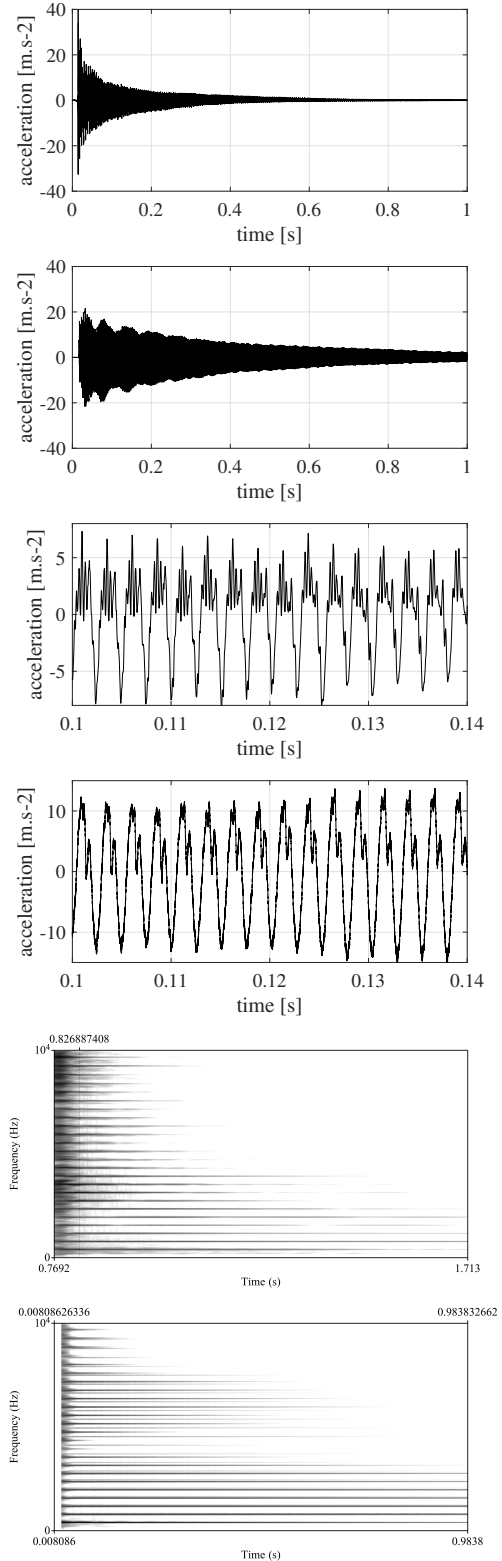 40
20
0
-20
-40
acceleration [m.s-2]
0 0.2 0.4 0.6 0.8 1
time [s]
40
20
0
-20
-40
acceleration [m.s-2]
0 0.2 0.4 0.6 0.8 1
time [s]
5
0
-5
acceleration [m.s-2]
0.1 0.11 0.12 0.13 0.14
time [s]
10
0
-10
acceleration [m.s-2]
0.1 0.11 0.12 0.13 0.14
time [s]
0.826887408
10⁴
Frequency (Hz)
0
0.7692 1.713
Time (s)
0.00808626336 0.983832662
10⁴
Frequency (Hz)
0
0.008086 0.9838
Time (s)